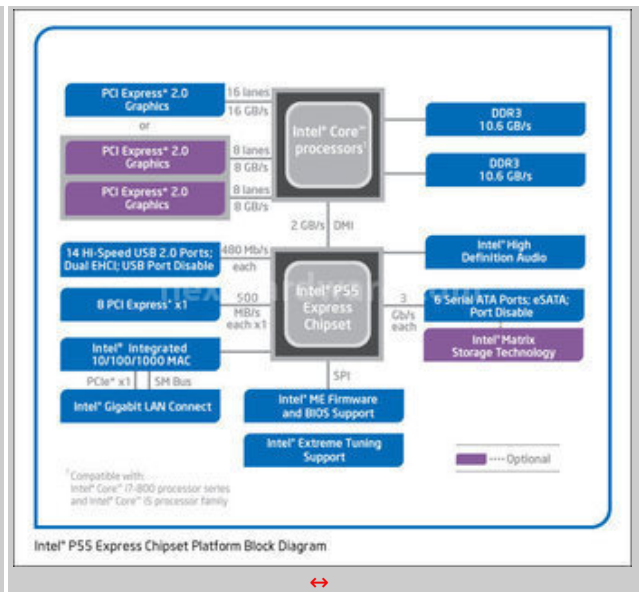 PCI Express* 2.0
Graphics
16 lanes
16 GB/s
or
PCI Express* 2.0
Graphics
8 lanes
8 GB/s
PCI Express* 2.0
Graphics
8 lanes
8 GB/s
Intel® Core™
processors¹
DDR3
10.6 GB/s
DDR3
10.6 GB/s
2 GB/s DMI
14 Hi-Speed USB 2.0 Ports;
Dual EHCI; USB Port Disable
480 Mb/s
each
8 PCI Express* x1
500
MB/s
each x1
Intel® Integrated
10/100/1000 MAC
PCIe* x1
SM Bus
Intel® Gigabit LAN Connect
Intel® P55
Express
Chipset
Intel® High
Definition Audio
3
Gb/s
each
6 Serial ATA Ports; eSATA;
Port Disable
Intel® Matrix
Storage Technology
SPI
Intel® ME Firmware
and BIOS Support
Intel® Extreme Tuning
Support
Optional
¹Compatible with:
Intel® Core™ i7-800 processor series
and Intel® Core™ i5 processor family
Intel® P55 Express Chipset Platform Block Diagram